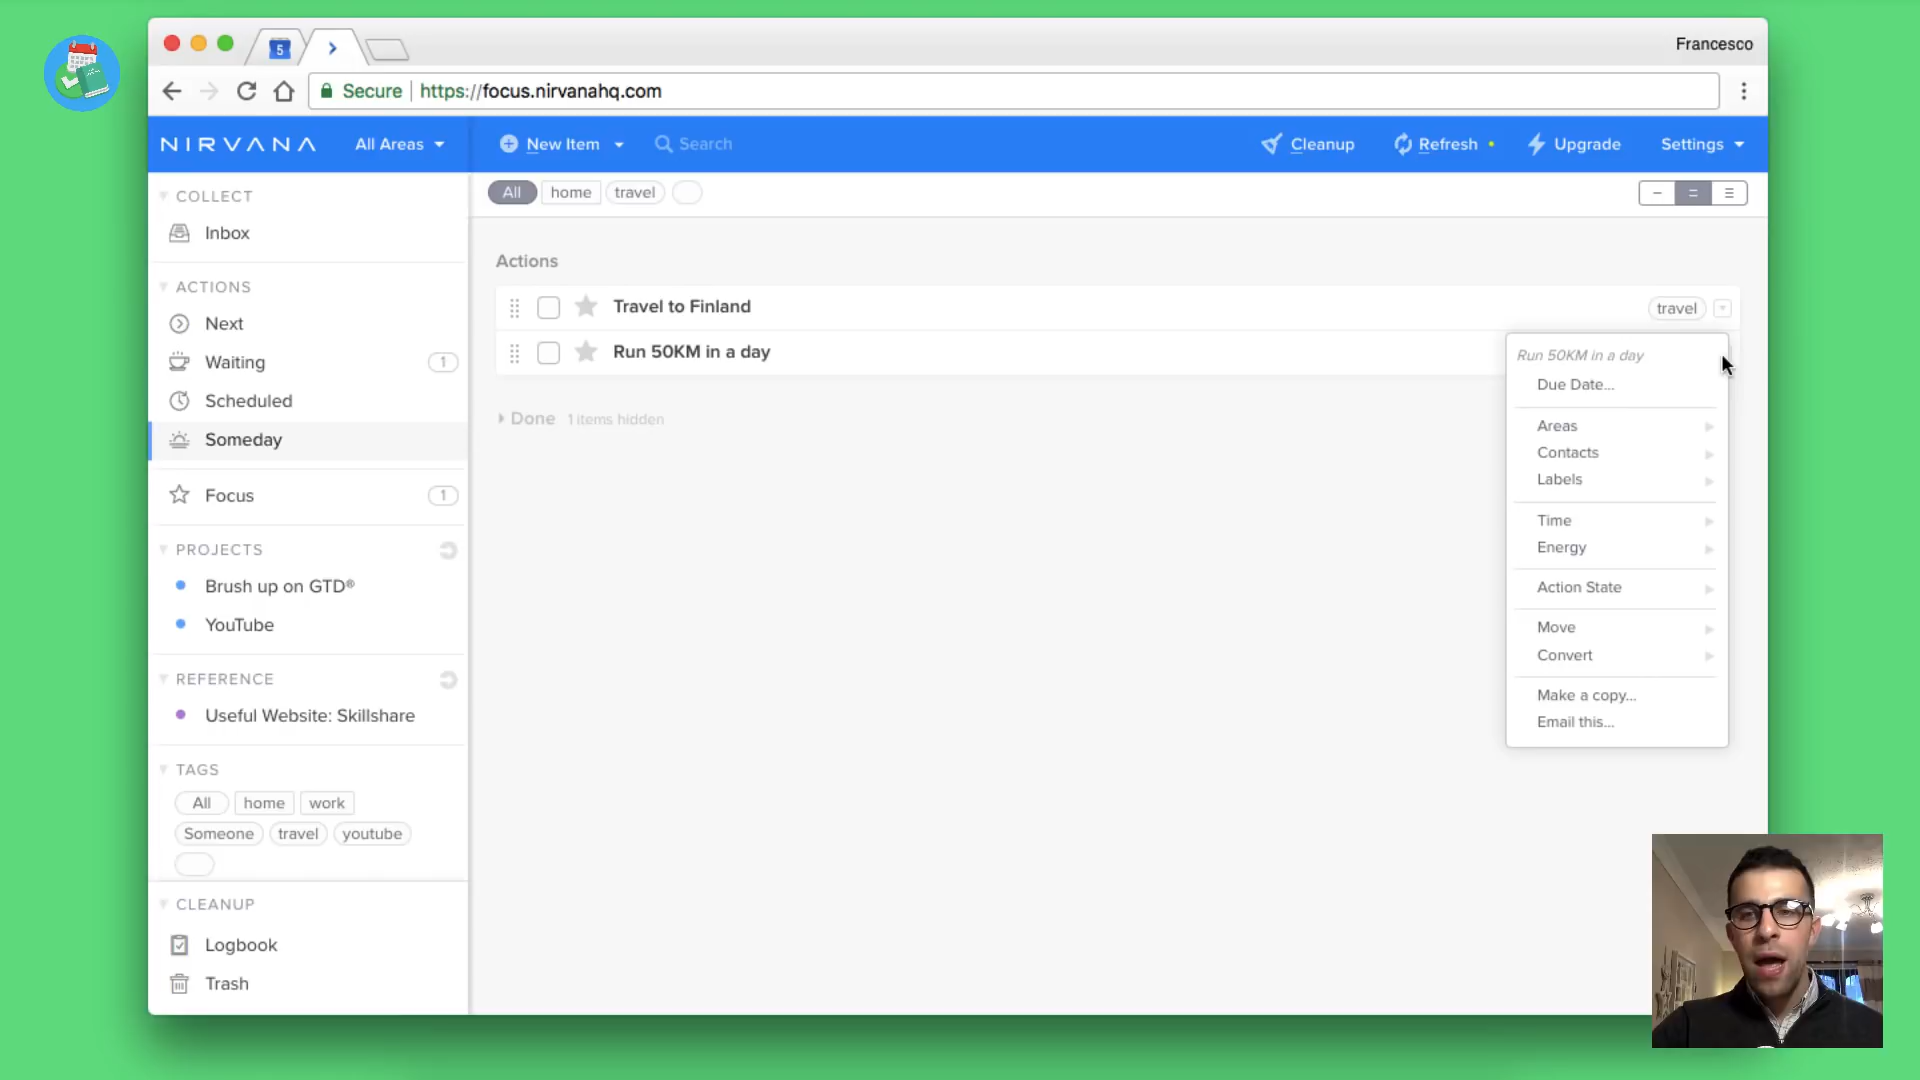 5
Francesco
Secure
https://focus.nirvanahq.com
NIRVANA
All Areas
New Item
Search
Cleanup
Refresh
Upgrade
Settings
COLLECT
Inbox
ACTIONS
Next
Waiting 1
Scheduled
Someday
Focus 1
PROJECTS
Brush up on GTD®
YouTube
REFERENCE
Useful Website: Skillshare
TAGS
All home work
Someone travel youtube
CLEANUP
Logbook
Trash
All home travel
Actions
Travel to Finland travel
Run 50KM in a day
Done 1 items hidden
Run 50KM in a day
Due Date...
Areas
Contacts
Labels
Time
Energy
Action State
Move
Convert
Make a copy...
Email this...